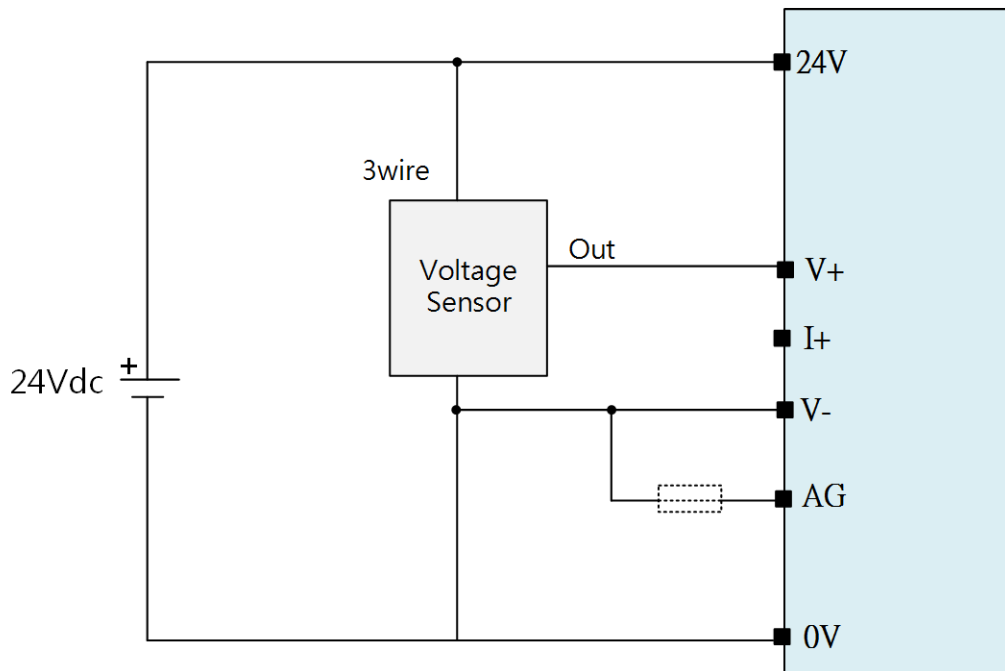 24V
3wire
Out
Voltage
Sensor
V+
I+
+
24Vdc
V-
AG
0V